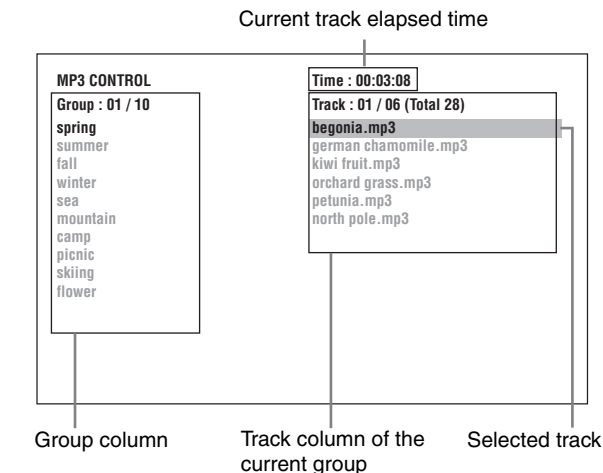 Current track elapsed time
MP3 CONTROL
Group : 01 / 10
spring
summer
fall
winter
sea
mountain
camp
picnic
skiing
flower
Time : 00:03:08
Track : 01 / 06 (Total 28)
begonia.mp3
german chamomile.mp3
kiwi fruit.mp3
orchard grass.mp3
petunia.mp3
north pole.mp3
Group column
Track column of the
current group
Selected track